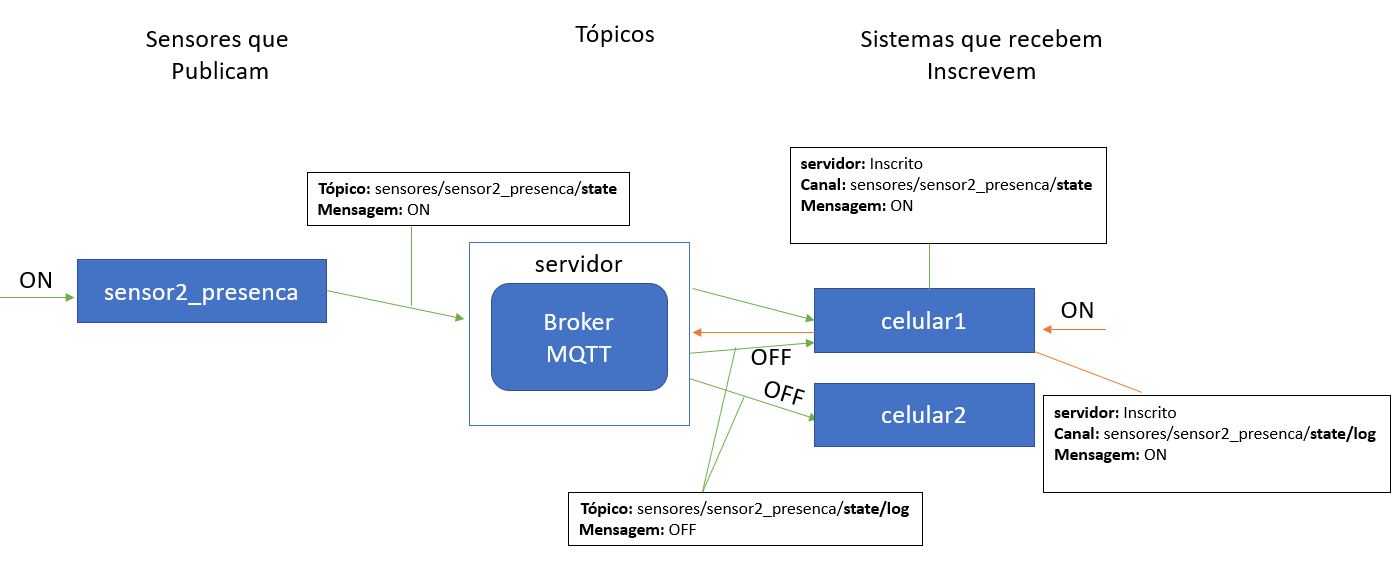 Sensores que
Publicam
Tópicos
Sistemas que recebem
Inscrevem
servidor: Inscrito
Canal: sensores/sensor2_presenca/state
Mensagem: ON
Tópico: sensores/sensor2_presenca/state
Mensagem: ON
ON
sensor2_presenca
servidor
Broker
MQTT
celular1
ON
OFF
OFF
celular2
servidor: Inscrito
Canal: sensores/sensor2_presenca/state/log
Mensagem: ON
Tópico: sensores/sensor2_presenca/state/log
Mensagem: OFF